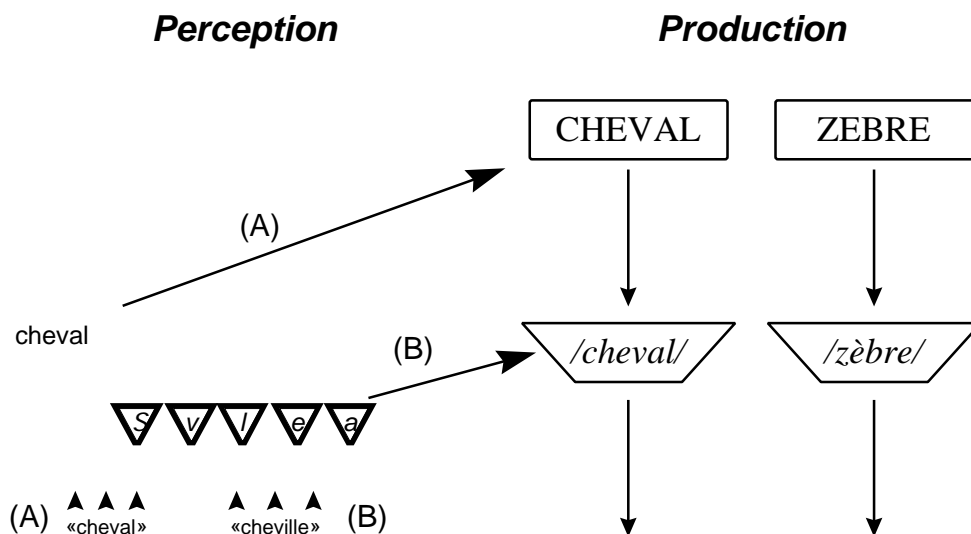 Perception Production
CHEVAL ZEBRE
(A)
cheval
(B)
/cheval/ /zèbre/
S v l e a
(A) «cheval» «cheville» (B)